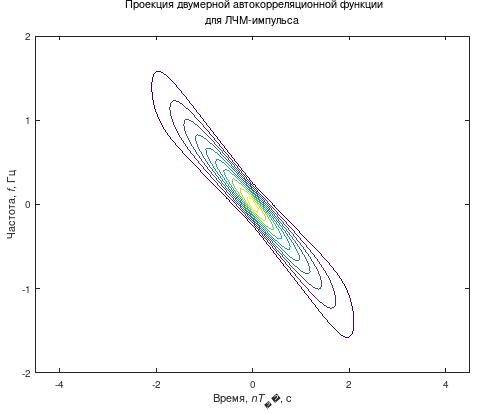 Проекция двумерной автокорреляционной функции
для ЛЧМ-импульса
2
1
0
-1
-2
Частота, f, Гц
-4
-2
0
2
4
Время, nT��, с